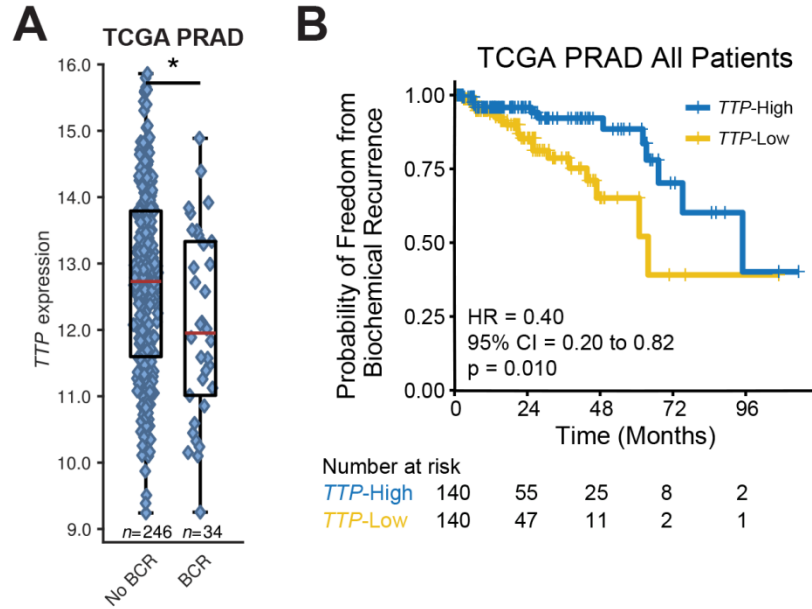 A
TCGA PRAD
*
16.0
15.0
14.0
13.0
12.0
11.0
10.0
9.0
TTP expression
n=246
n=34
No BCR
BCR
B
TCGA PRAD All Patients
Probability of Freedom from
Biochemical Recurrence
1.00
0.75
0.50
0.25
0.00
TTP-High
TTP-Low
HR = 0.40
95% CI = 0.20 to 0.82
p = 0.010
0 24 48 72 96
Time (Months)
Number at risk
TTP-High 140 55 25 8 2
TTP-Low 140 47 11 2 1